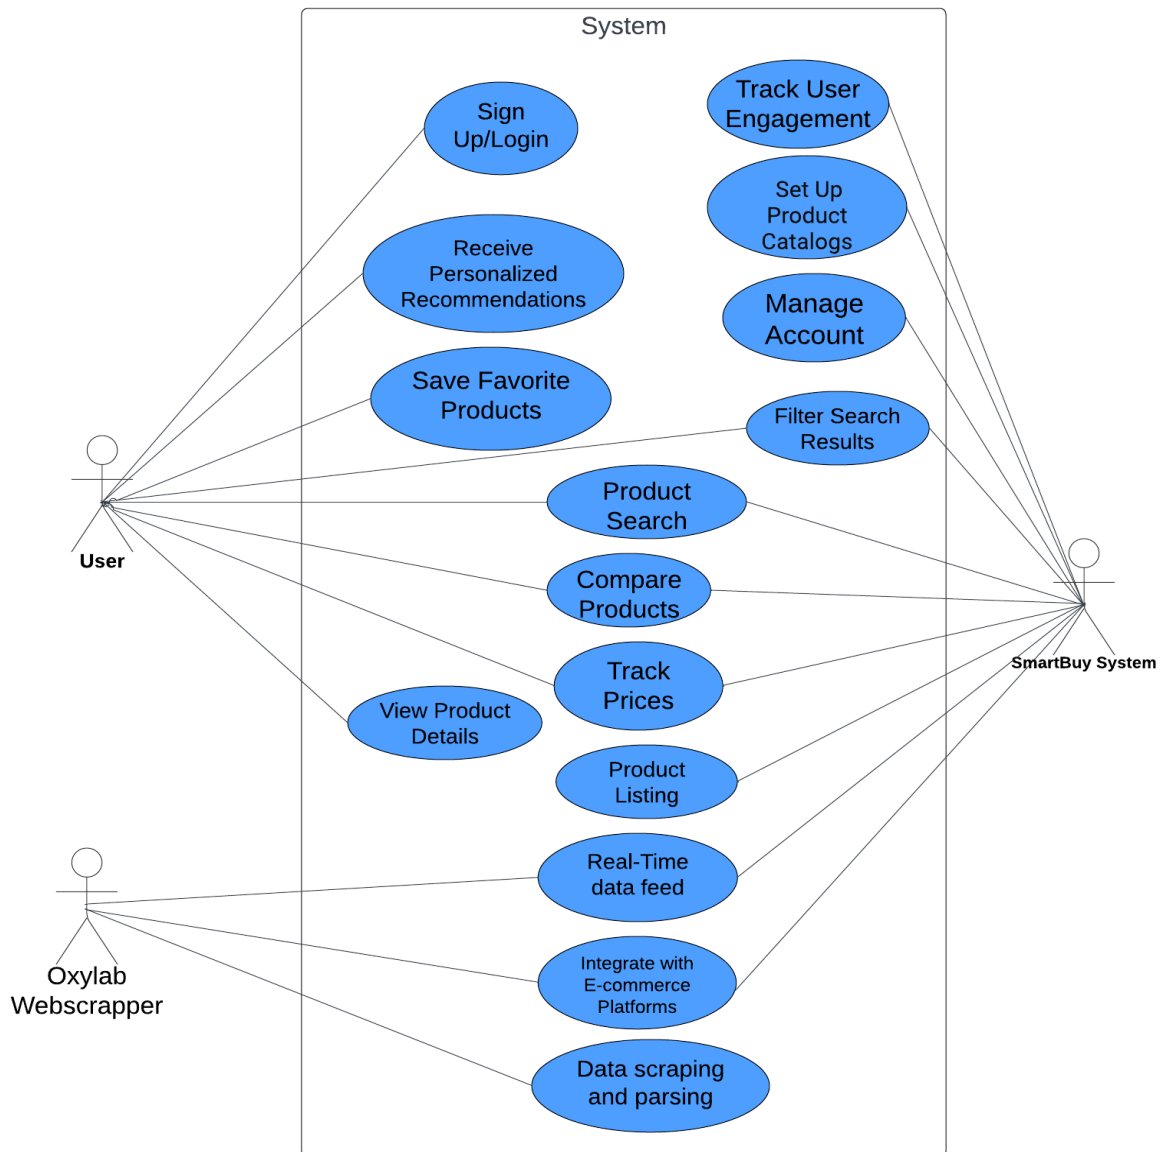 System
Sign
Up/Login
Track User
Engagement
Set Up
Product
Catalogs
Receive
Personalized
Recommendations
Manage
Account
Save Favorite
Products
Filter Search
Results
User
Product
Search
Compare
Products
SmartBuy System
Track
Prices
View Product
Details
Product
Listing
Real-Time
data feed
Oxylab
Webscrapper
Integrate with
E-commerce
Platforms
Data scraping
and parsing